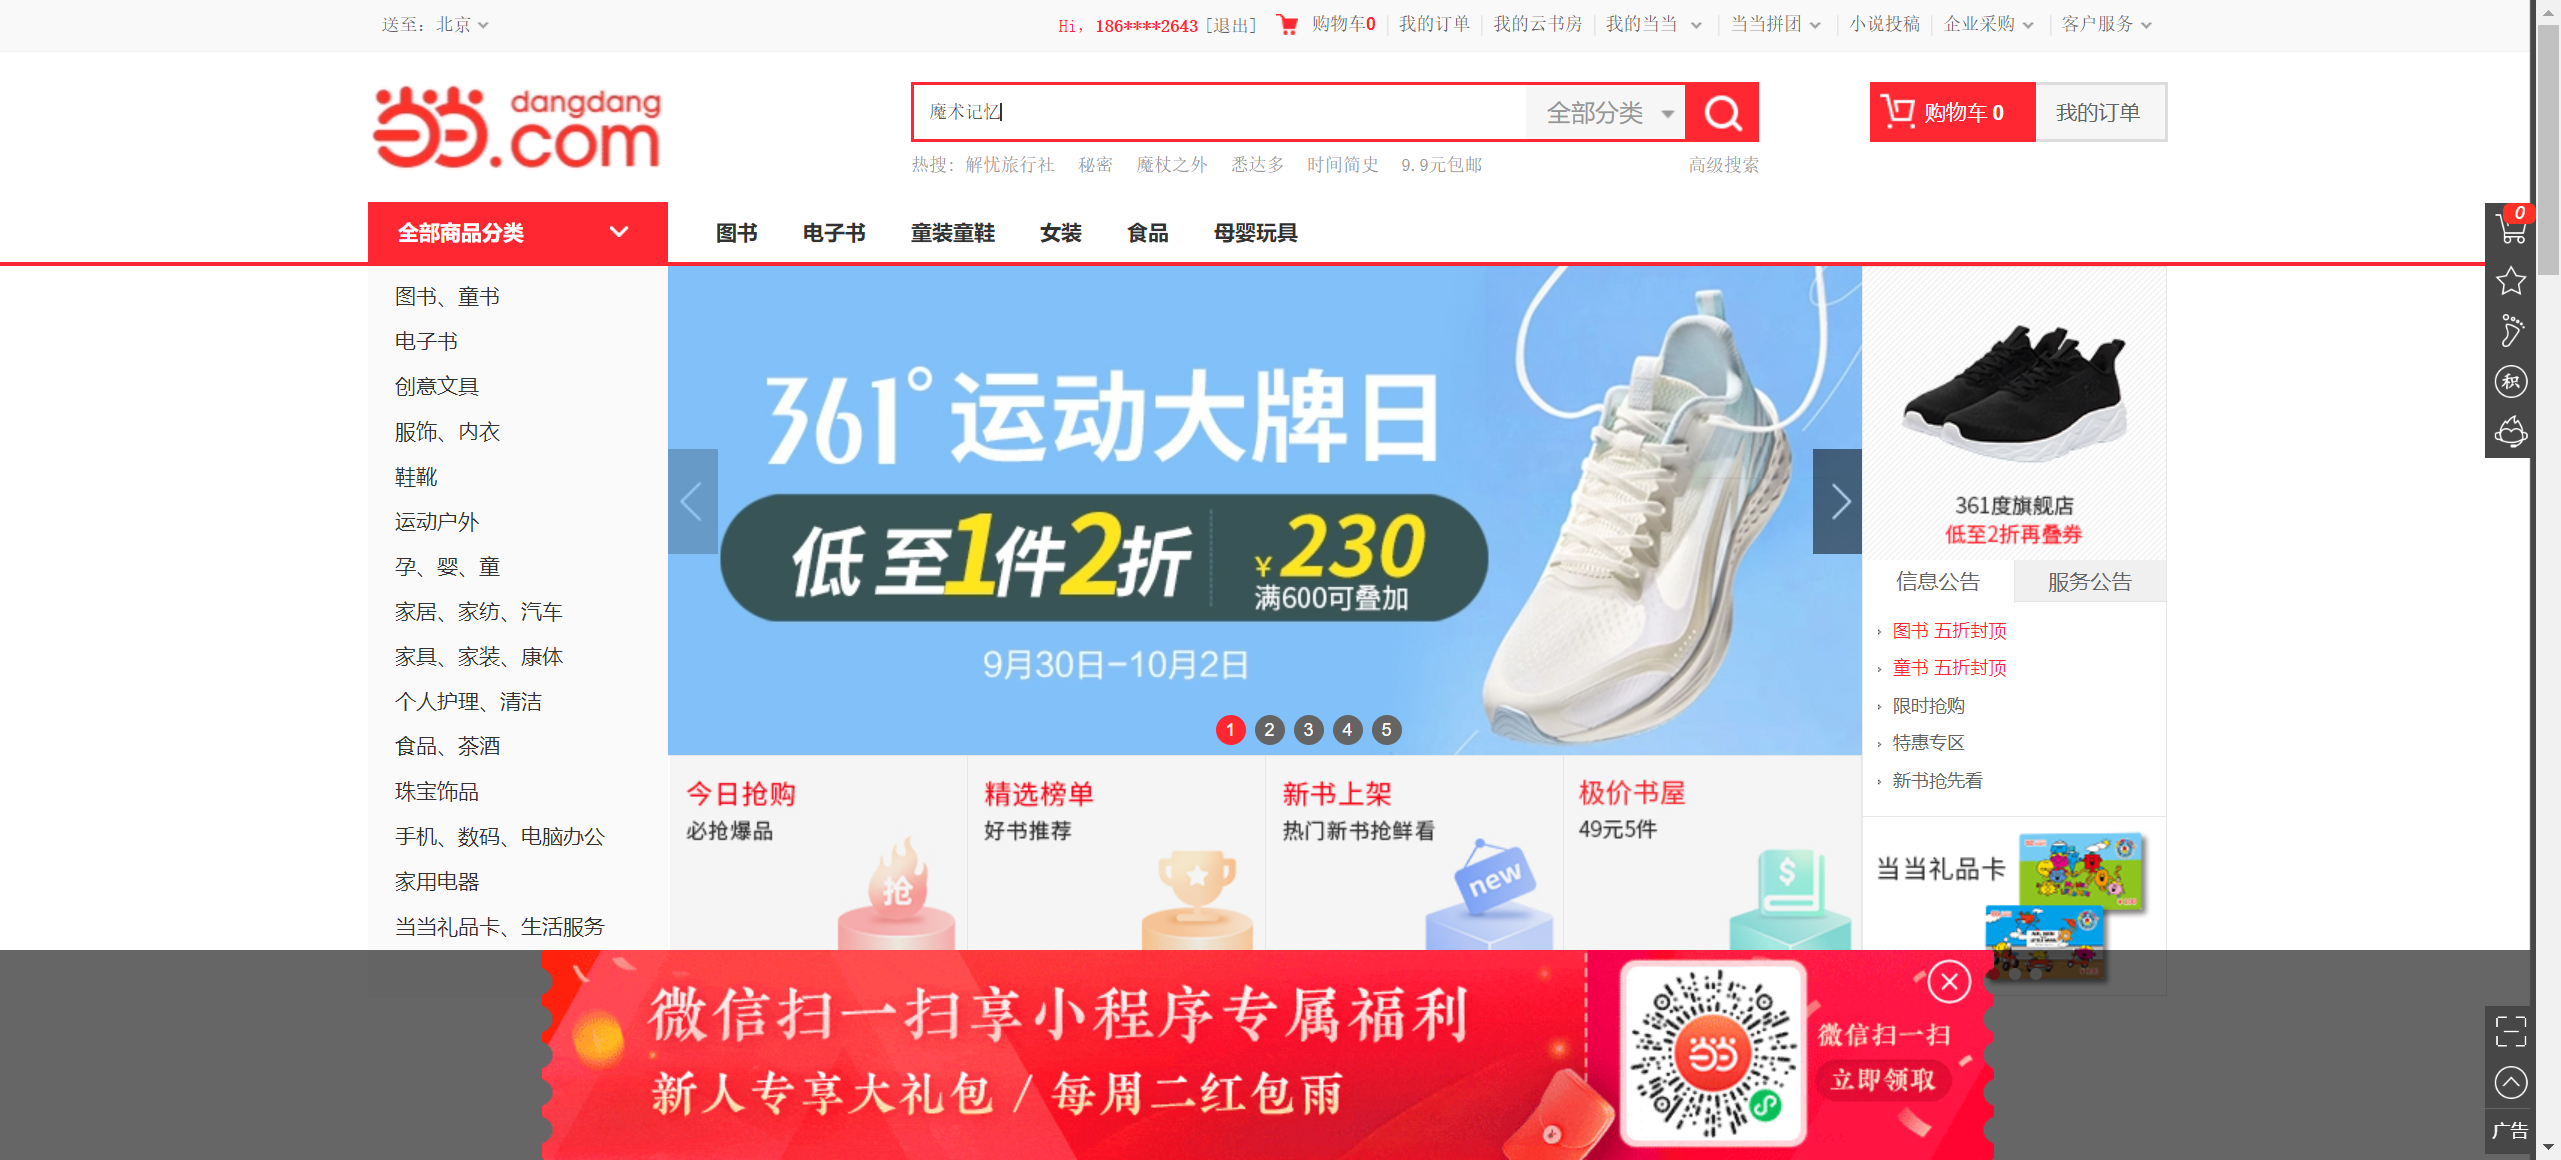 送至：北京
Hi，186****2643 [退出] 购物车0 我的订单 我的云书房 我的当当 当当拼团 小说投稿 企业采购 客户服务
dangdang
.com
魔术记忆 全部分类
购物车 0 我的订单
热搜：解忧旅行社 秘密 魔杖之外 悉达多 时间简史 9.9元包邮 高级搜索
全部商品分类 图书 电子书 童装童鞋 女装 食品 母婴玩具
图书、童书
电子书
创意文具
服饰、内衣
鞋靴
运动户外
孕、婴、童
家居、家纺、汽车
家具、家装、康体
个人护理、清洁
食品、茶酒
珠宝饰品
手机、数码、电脑办公
家用电器
当当礼品卡、生活服务
361°运动大牌日
低至1件2折
¥230
满600可叠加
9月30日-10月2日
1 2 3 4 5
今日抢购
必抢爆品
抢
精选榜单
好书推荐
新书上架
热门新书抢鲜看
new
极价书屋
49元5件
$
361度旗舰店
低至2折再叠券
信息公告 服务公告
图书 五折封顶
童书 五折封顶
限时抢购
特惠专区
新书抢先看
当当礼品卡
0
积
微信扫一扫享小程序专属福利
新人专享大礼包 / 每周二红包雨
微信扫一扫
立即领取
广告